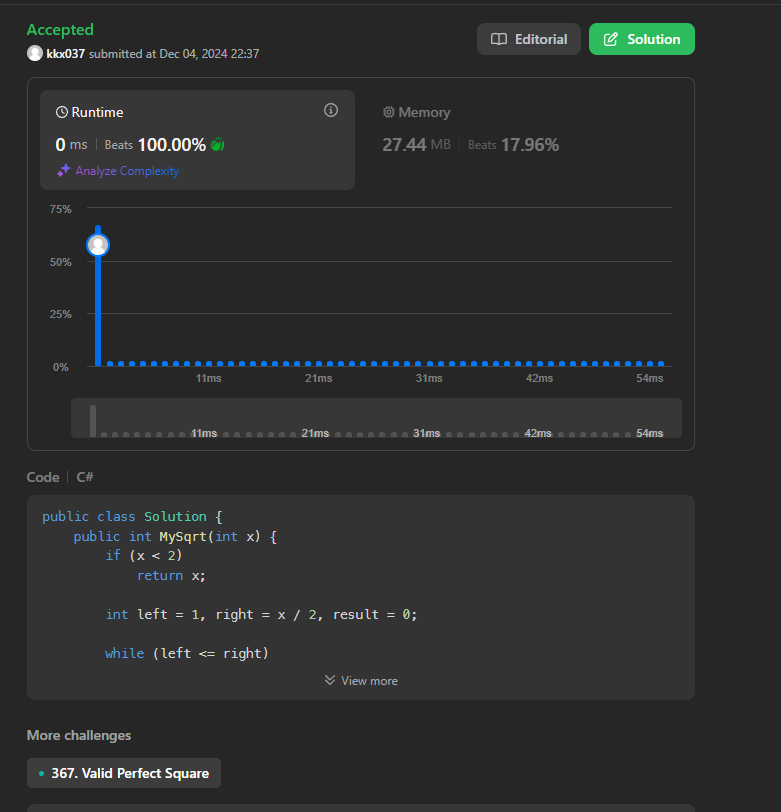 Accepted
kkx037 submitted at Dec 04, 2024 22:37
Editorial
Solution
Runtime
0 ms | Beats 100.00%
Analyze Complexity
Memory
27.44 MB | Beats 17.96%
75%
50%
25%
0%
11ms 21ms 31ms 42ms 54ms
11ms 21ms 31ms 42ms 54ms
Code | C#
public class Solution {
    public int MySqrt(int x) {
        if (x < 2)
            return x;

        int left = 1, right = x / 2, result = 0;

        while (left <= right)
View more
More challenges
367. Valid Perfect Square